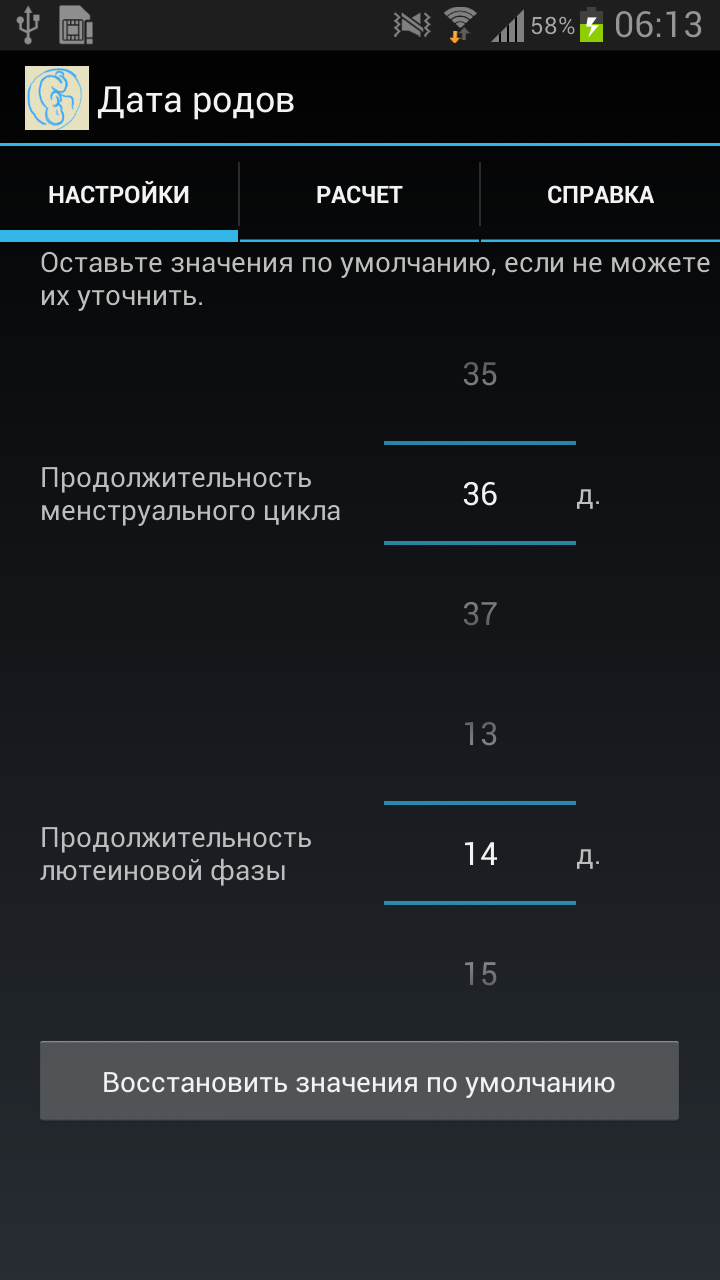 58% 06:13
Дата родов
НАСТРОЙКИ РАСЧЕТ СПРАВКА
Оставьте значения по умолчанию, если не можете
их уточнить.
35
Продолжительность
менструального цикла
36 д.
37
13
Продолжительность
лютеиновой фазы
14 д.
15
Восстановить значения по умолчанию